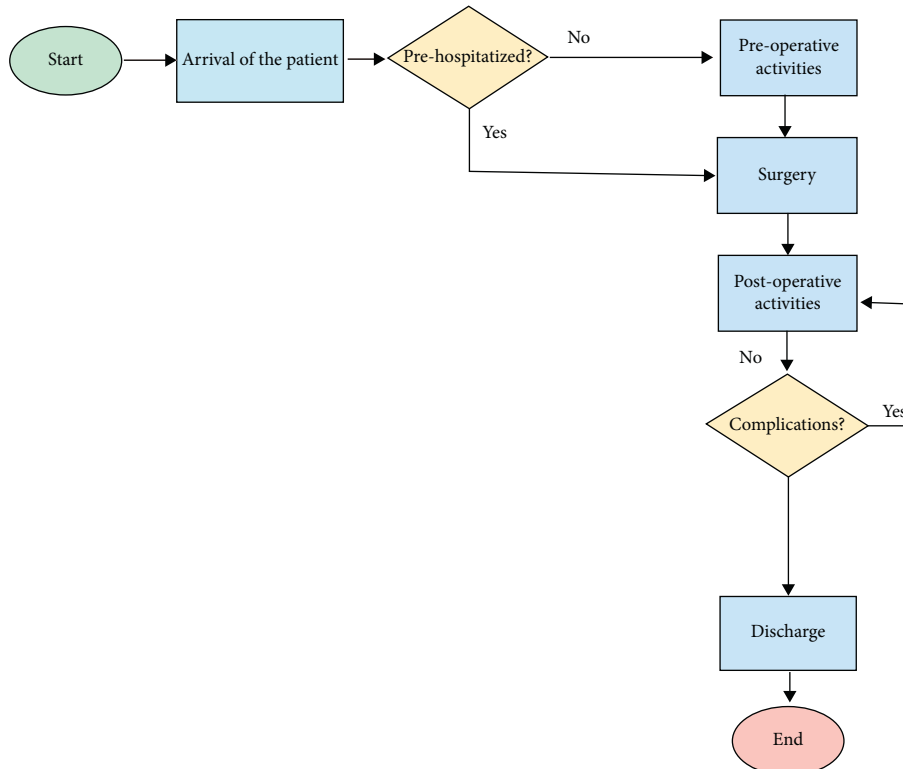 Start
Arrival of the patient
Pre-hospitatized?
No
Pre-operative
activities
Yes
Surgery
Post-operative
activities
No
Complications?
Yes
Discharge
End